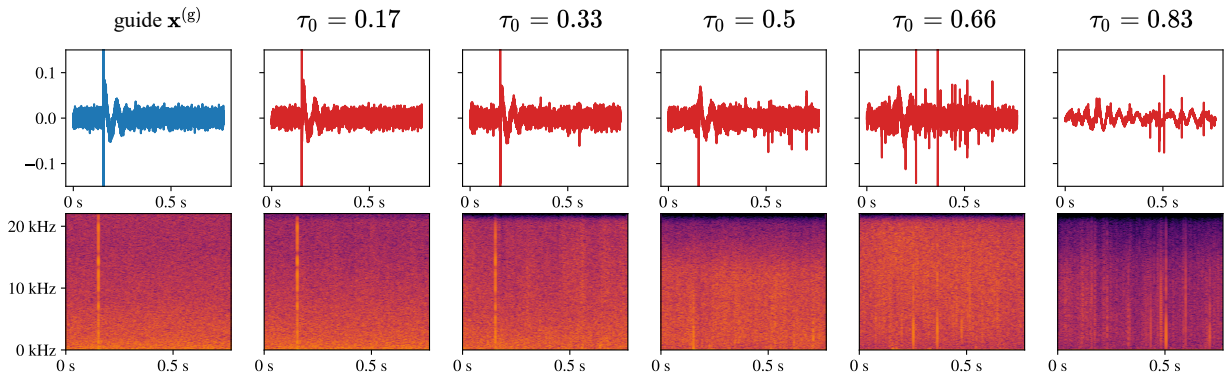 guide x^(g) τ₀ = 0.17 τ₀ = 0.33 τ₀ = 0.5 τ₀ = 0.66 τ₀ = 0.83
0.1
0.0
−0.1
0 s 0.5 s 0 s 0.5 s 0 s 0.5 s 0 s 0.5 s 0 s 0.5 s 0 s 0.5 s
20 kHz
10 kHz
0 kHz
0 s 0.5 s 0 s 0.5 s 0 s 0.5 s 0 s 0.5 s 0 s 0.5 s 0 s 0.5 s